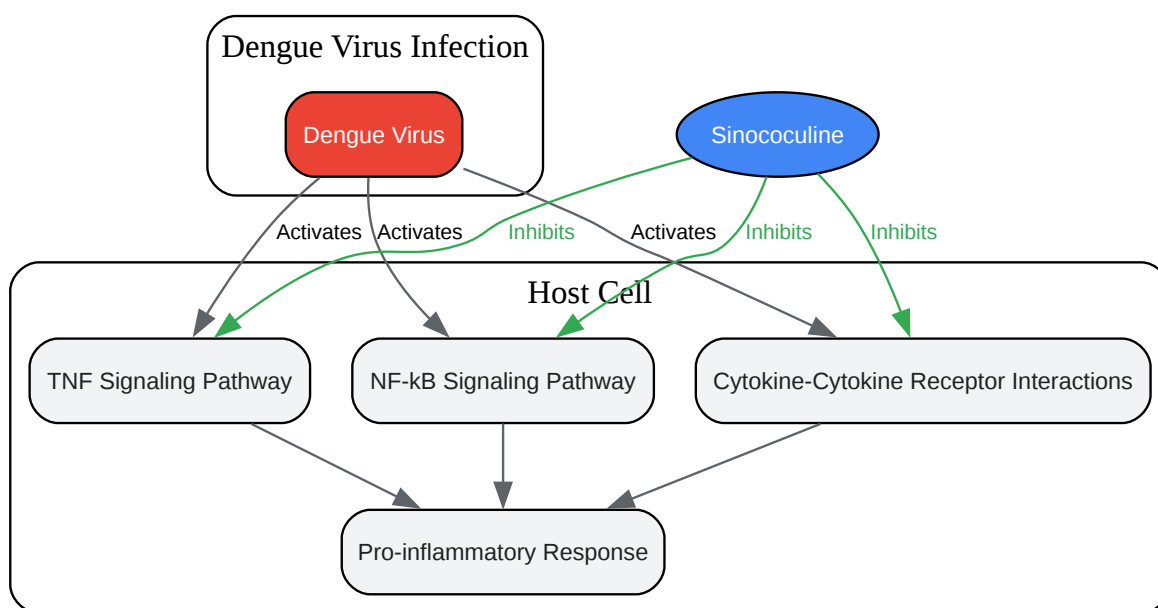 Dengue Virus Infection
Dengue Virus
Sinococuline
Activates
Activates
Inhibits
Activates
Inhibits
Inhibits
Host Cell
TNF Signaling Pathway
NF-kB Signaling Pathway
Cytokine-Cytokine Receptor Interactions
Pro-inflammatory Response